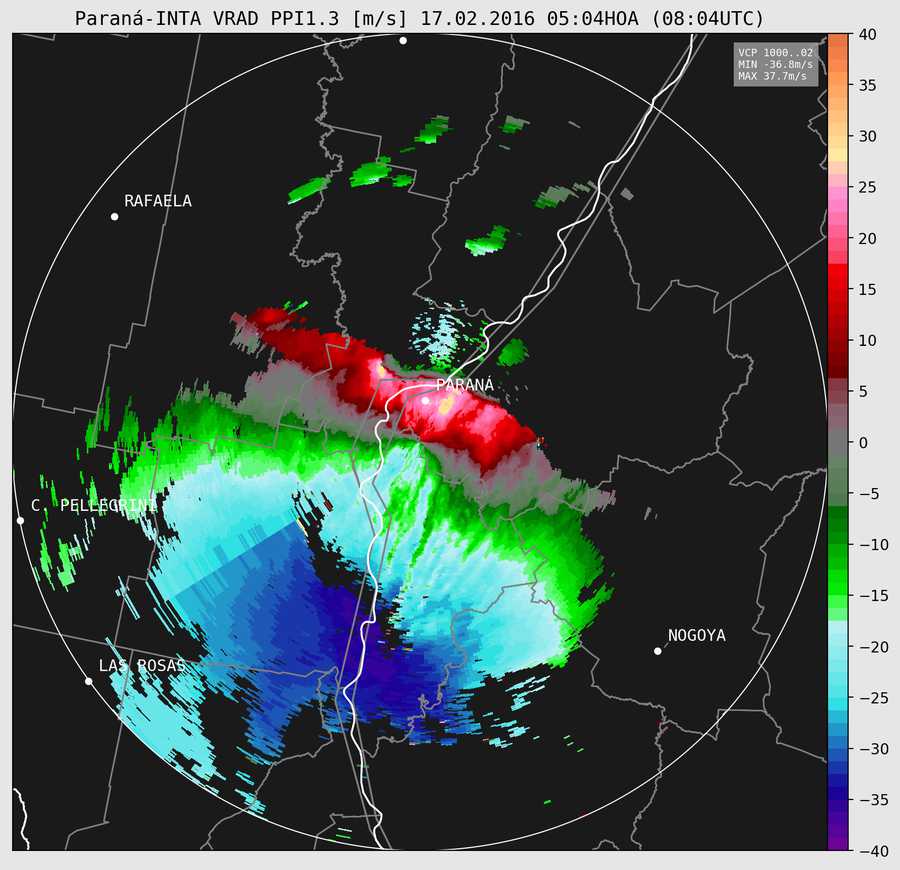 Paraná-INTA VRAD PPI1.3 [m/s] 17.02.2016 05:04HOA (08:04UTC)
VCP 1000..02
MIN -36.8m/s
MAX 37.7m/s
RAFAELA
PARANÁ
C. PELLEGRINI
NOGOYA
LAS ROSAS
40
35
30
25
20
15
10
5
0
−5
−10
−15
−20
−25
−30
−35
−40